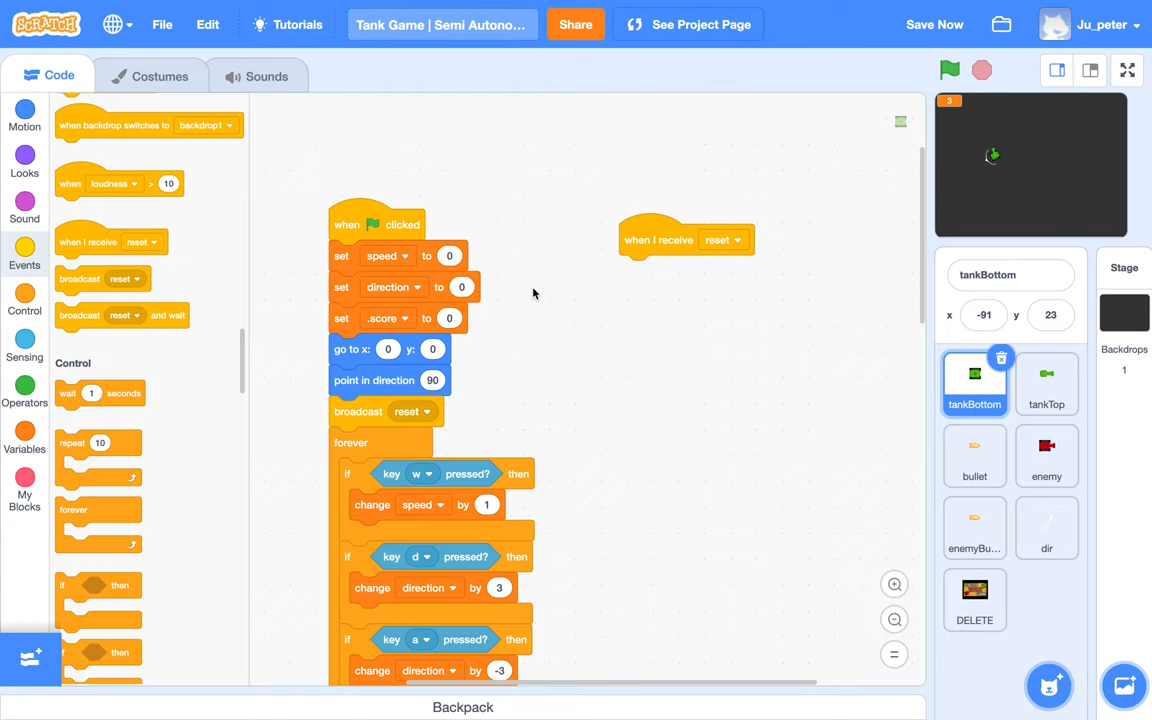 SCRATCH File Edit Tutorials Tank Game | Semi Autono... Share See Project Page Save Now Ju_peter
Code Costumes Sounds
Motion
Looks
Sound
Events
Control
Sensing
Operators
Variables
My
Blocks
when backdrop switches to backdrop1
when loudness > 10
when I receive reset
broadcast reset
broadcast reset and wait
Control
wait 1 seconds
repeat 10
forever
if then
if then
when clicked
set speed to 0
set direction to 0
set .score to 0
go to x: 0 y: 0
point in direction 90
broadcast reset
forever
if key w pressed? then
change speed by 1
if key d pressed? then
change direction by 3
if key a pressed? then
change direction by -3
when I receive reset
3
tankBottom
x -91 y 23
tankBottom
tankTop
bullet
enemy
enemyBu...
dir
DELETE
Stage
Backdrops
1
Backpack